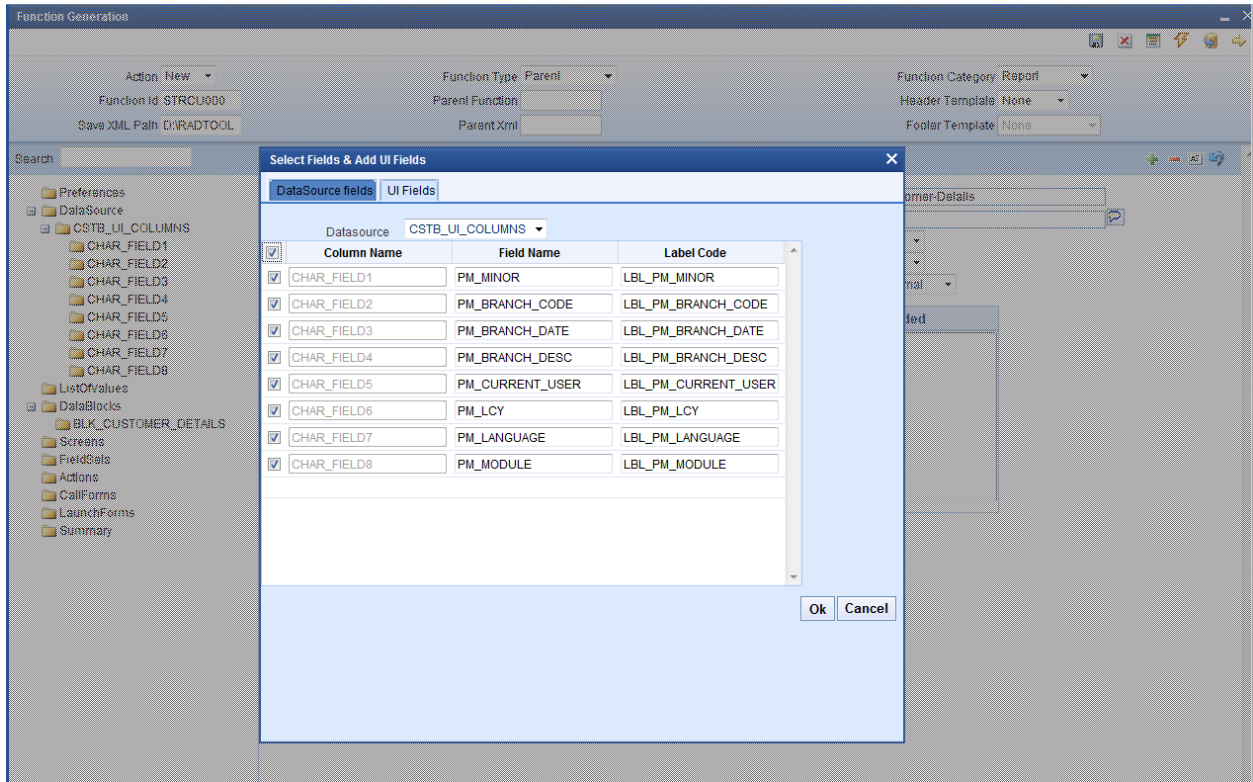 Function Generation
Action New Function Type Parent Function Category Report
Function Id STRCU000 Parent Function Header Template None
Save XML Path D:\RADTOOL Parent Xml Footer Template None
Search
Preferences
DataSource
CSTB_UI_COLUMNS
CHAR_FIELD1
CHAR_FIELD2
CHAR_FIELD3
CHAR_FIELD4
CHAR_FIELD5
CHAR_FIELD6
CHAR_FIELD7
CHAR_FIELD8
ListOfValues
DataBlocks
BLK_CUSTOMER_DETAILS
Screens
FieldSets
Actions
CallForms
LaunchForms
Summary
Select Fields & Add UI Fields
DataSource fields UI Fields
Datasource CSTB_UI_COLUMNS
Column Name Field Name Label Code
CHAR_FIELD1 PM_MINOR LBL_PM_MINOR
CHAR_FIELD2 PM_BRANCH_CODE LBL_PM_BRANCH_CODE
CHAR_FIELD3 PM_BRANCH_DATE LBL_PM_BRANCH_DATE
CHAR_FIELD4 PM_BRANCH_DESC LBL_PM_BRANCH_DESC
CHAR_FIELD5 PM_CURRENT_USER LBL_PM_CURRENT_USER
CHAR_FIELD6 PM_LCY LBL_PM_LCY
CHAR_FIELD7 PM_LANGUAGE LBL_PM_LANGUAGE
CHAR_FIELD8 PM_MODULE LBL_PM_MODULE
Ok Cancel
omer-Details
mal
ded